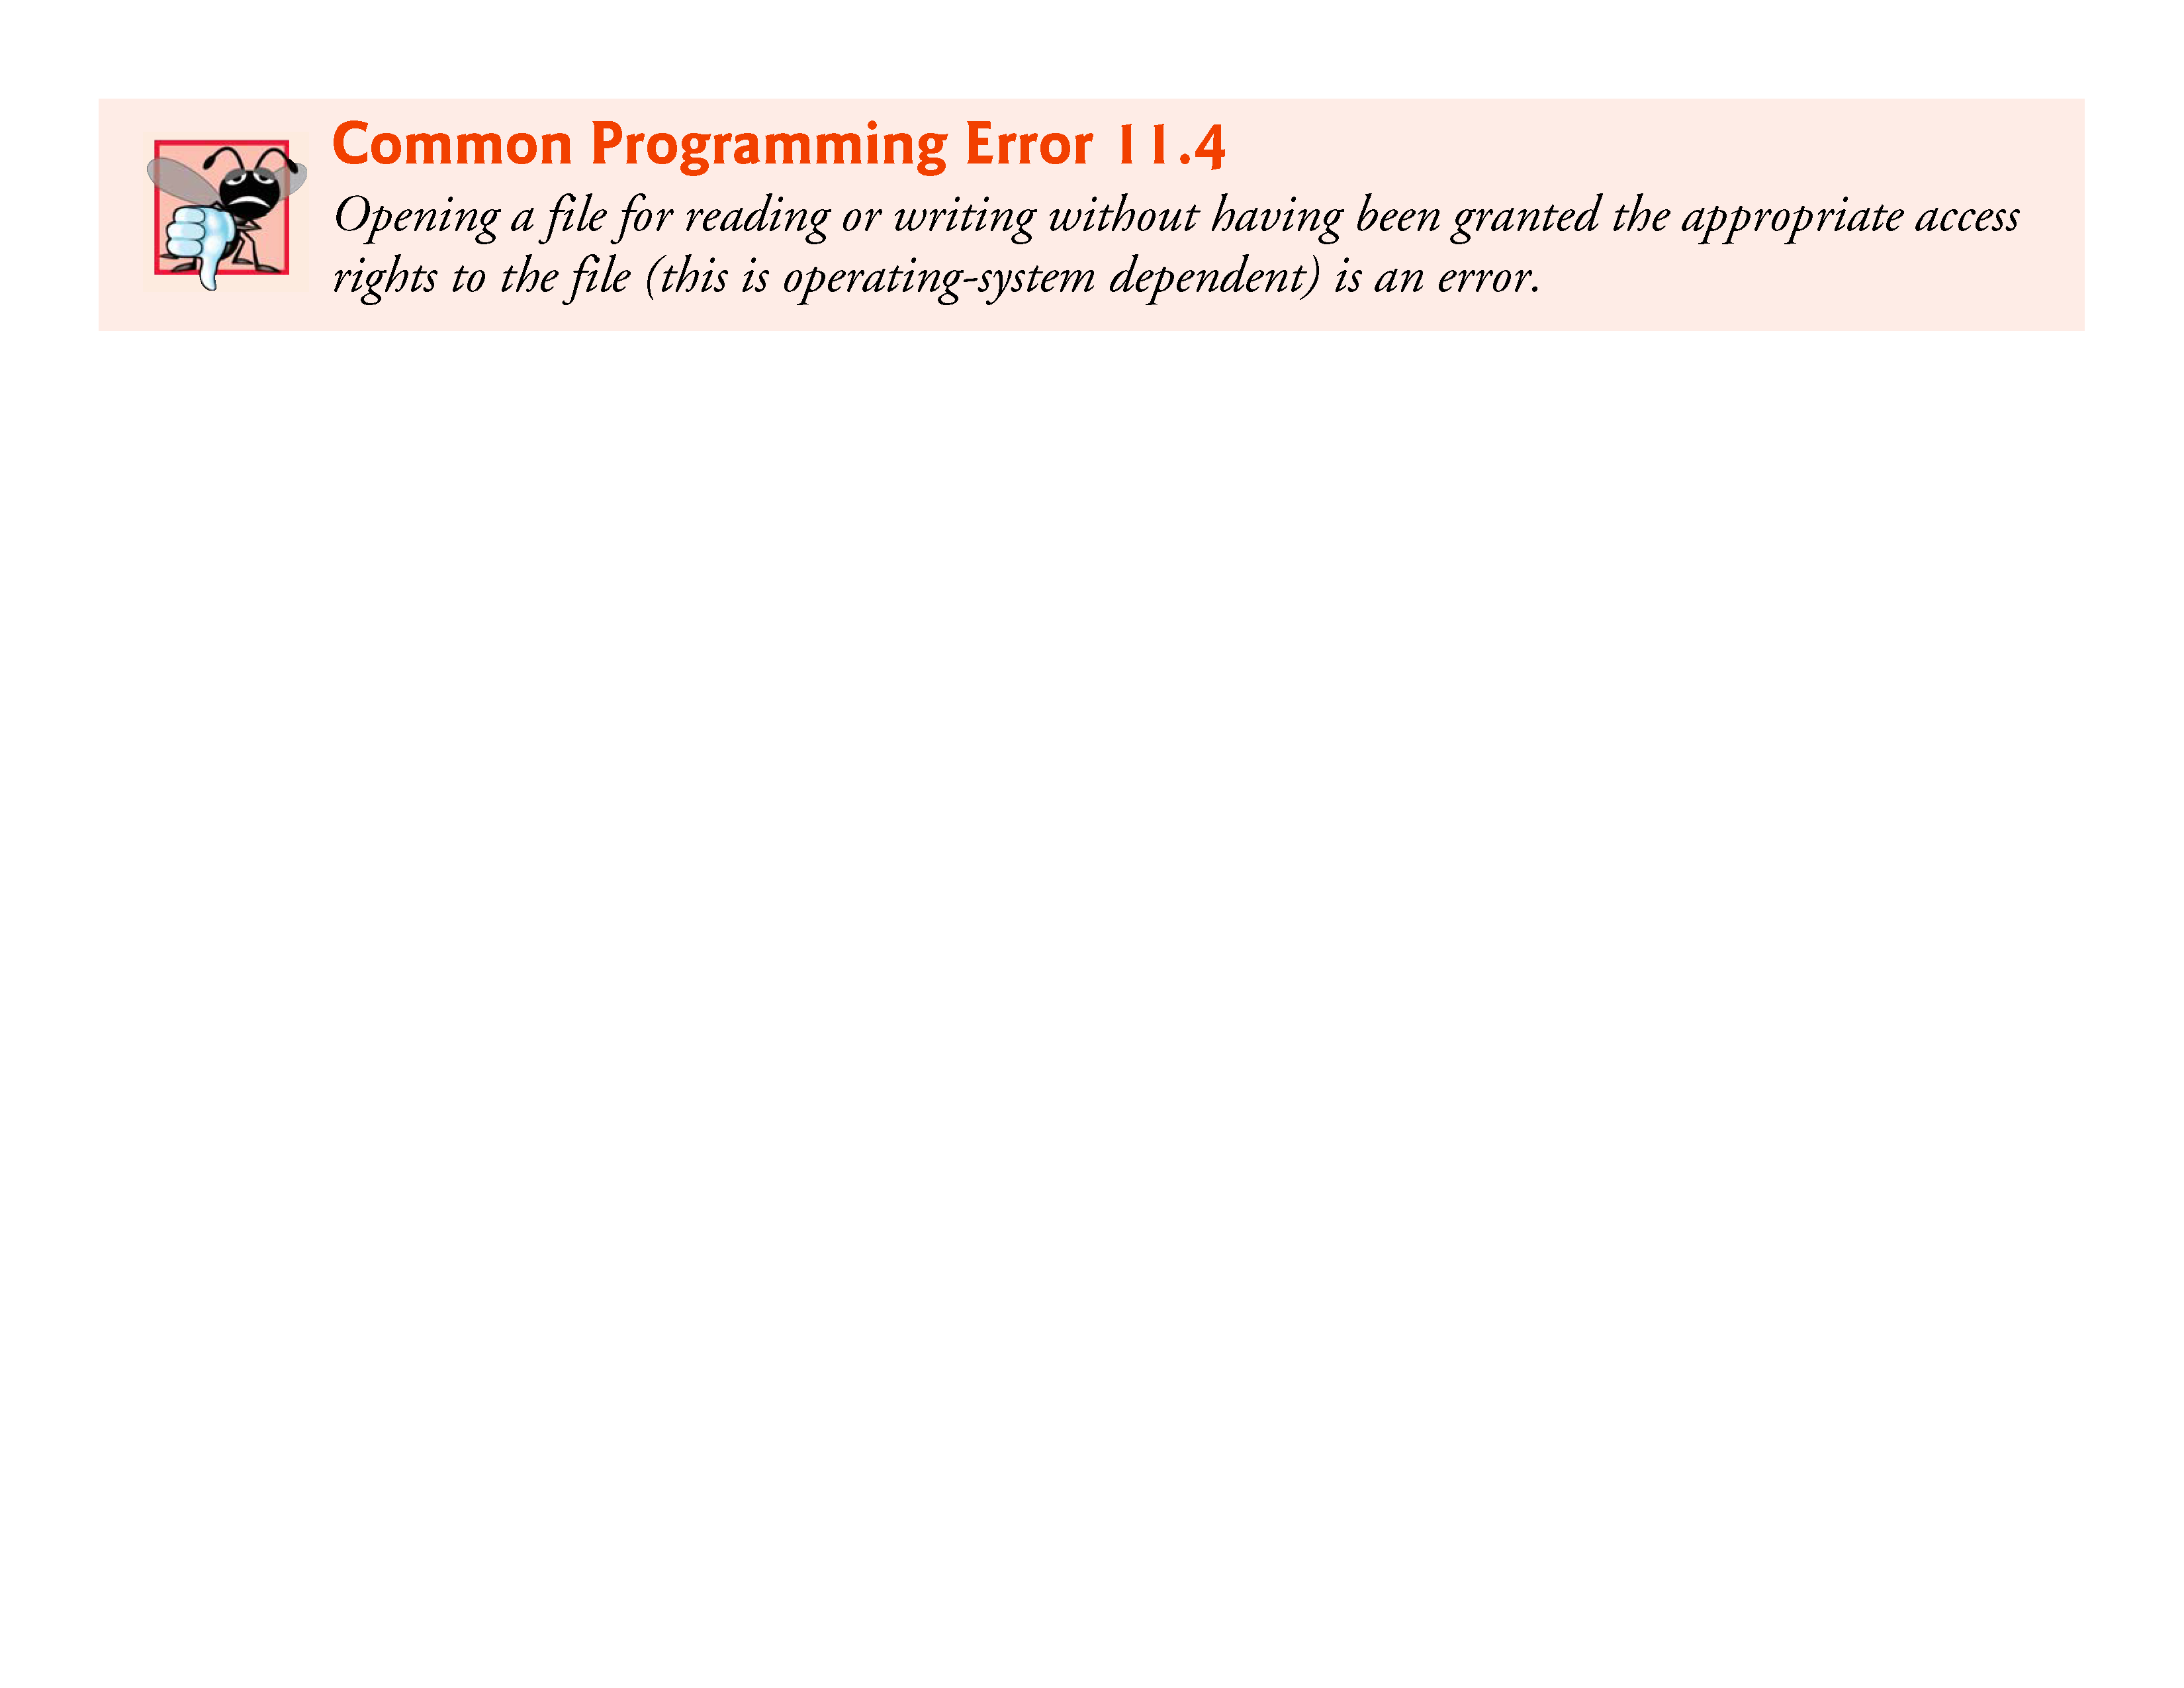 Common Programming Error 11.4
Opening a file for reading or writing without having been granted the appropriate access
rights to the file (this is operating-system dependent) is an error.